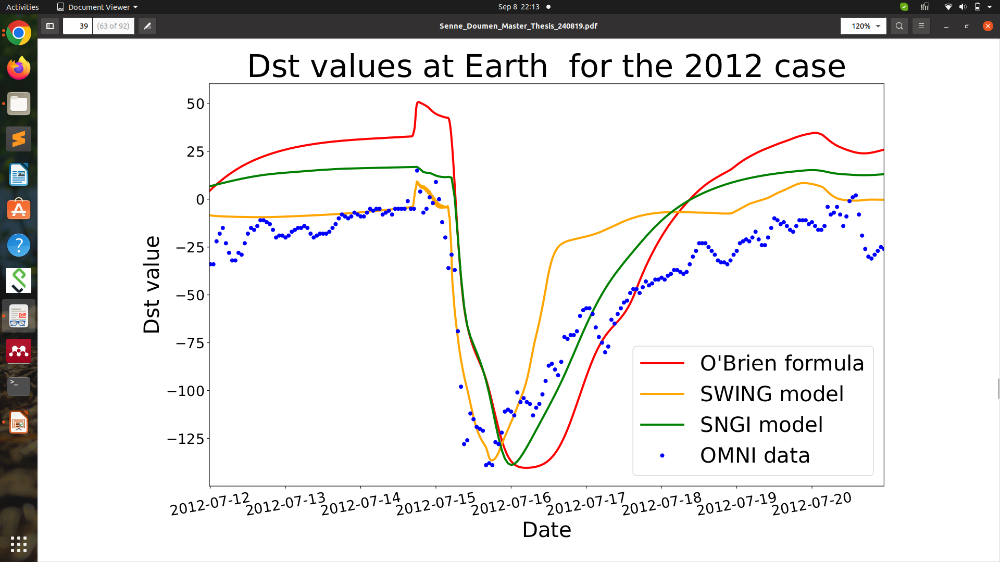 Activities Document Viewer Sep 8 22:13
39 (63 of 92) Senne_Doumen_Master_Thesis_240819.pdf 120%
Dst values at Earth for the 2012 case
50
25
0
−25
−50
−75
−100
−125
Dst value
O'Brien formula
SWING model
SNGI model
OMNI data
2012-07-12 2012-07-13 2012-07-14 2012-07-15 2012-07-16 2012-07-17 2012-07-18 2012-07-19 2012-07-20
Date